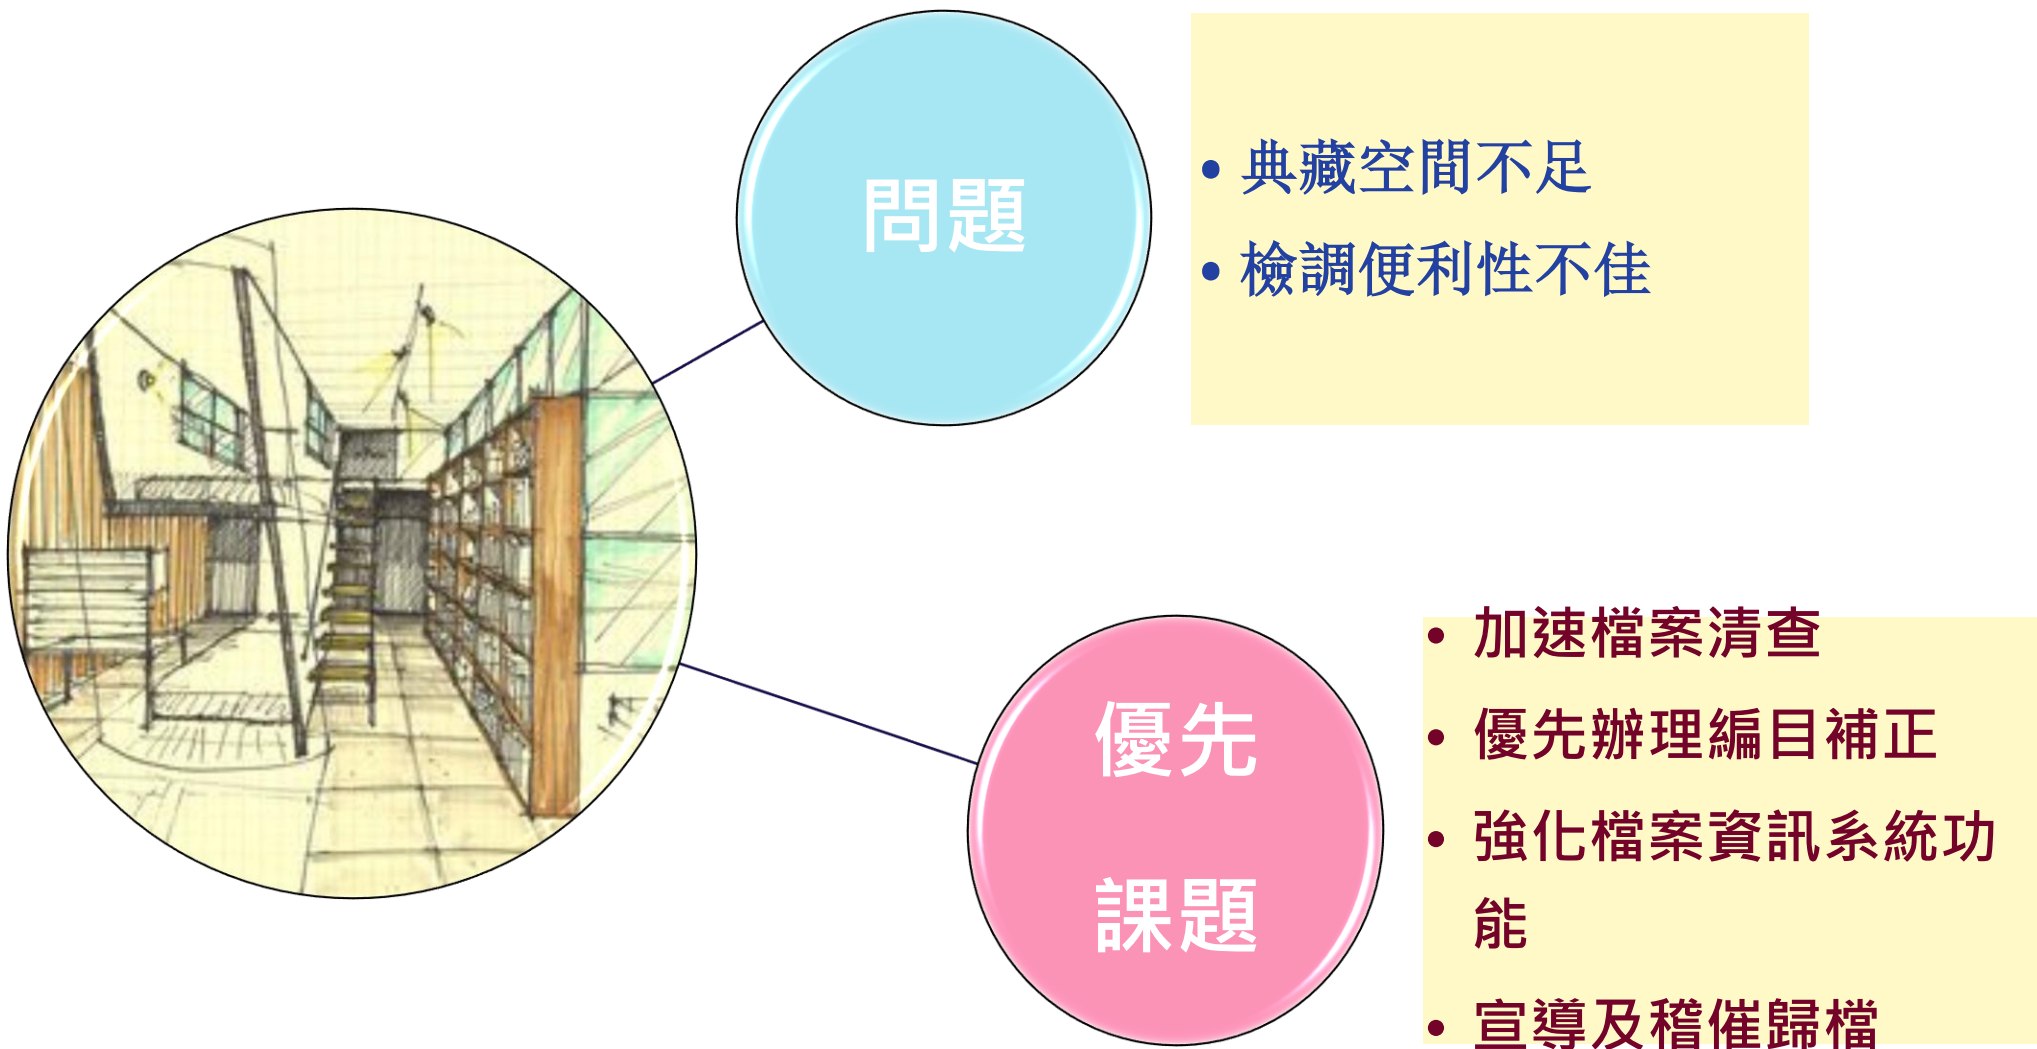 問題
• 典藏空間不足
• 檢調便利性不佳
優先
課題
• 加速檔案清查
• 優先辦理編目補正
• 強化檔案資訊系統功
能
• 宣導及稽催歸檔